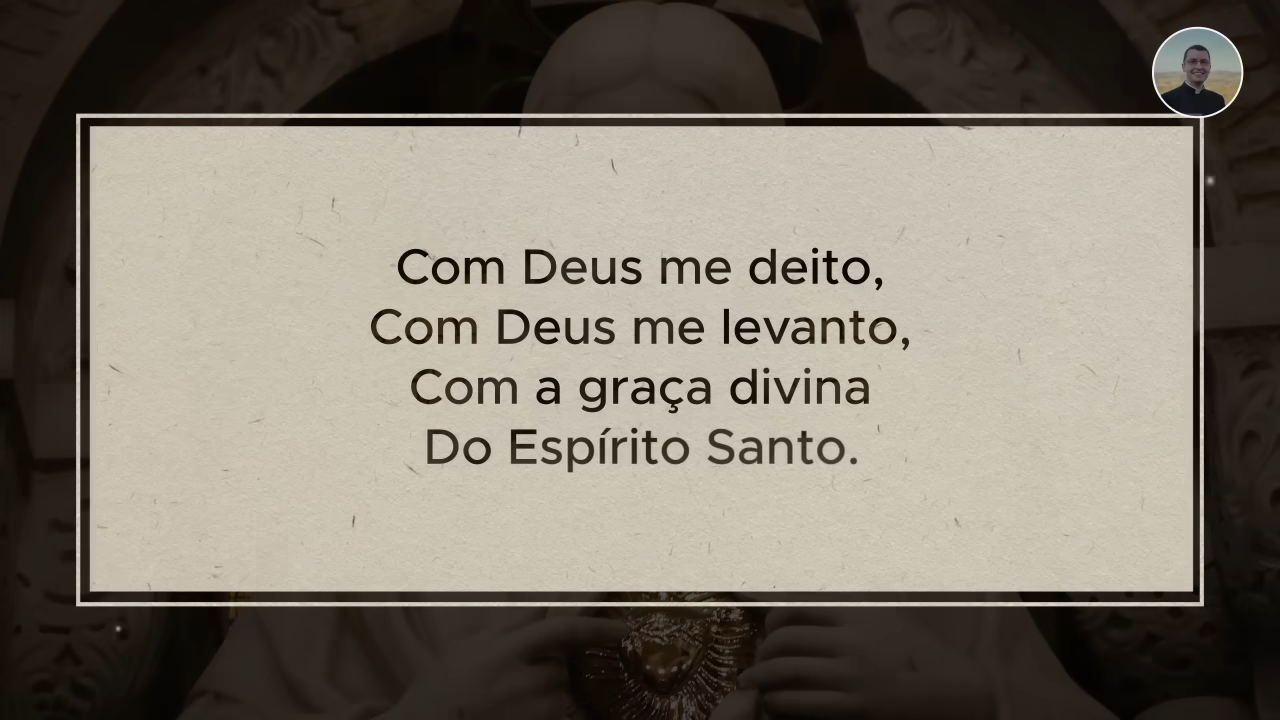 Com Deus me deito,
Com Deus me levanto,
Com a graça divina
Do Espírito Santo.